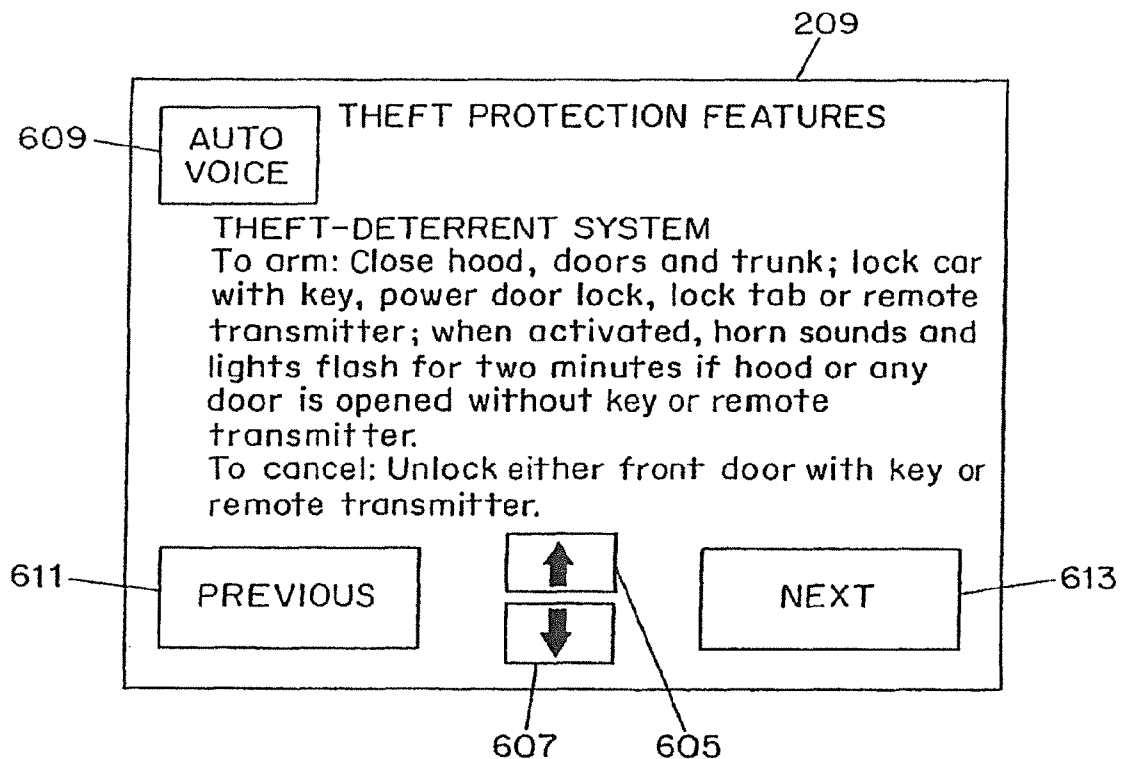 209
THEFT PROTECTION FEATURES
609
AUTO
VOICE
THEFT-DETERRENT SYSTEM
To arm: Close hood, doors and trunk; lock car
with key, power door lock, lock tab or remote
transmitter; when activated, horn sounds and
lights flash for two minutes if hood or any
door is opened without key or remote
transmitter.
To cancel: Unlock either front door with key or
remote transmitter.
611
PREVIOUS
NEXT
613
607
605